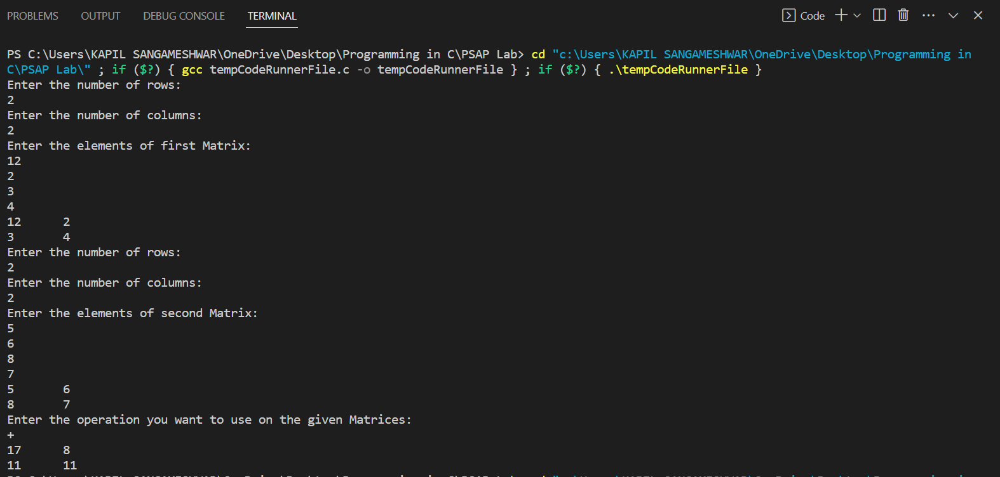 PROBLEMS OUTPUT DEBUG CONSOLE TERMINAL Code
PS C:\Users\KAPIL SANGAMESHWAR\OneDrive\Desktop\Programming in C\PSAP Lab> cd "c:\Users\KAPIL SANGAMESHWAR\OneDrive\Desktop\Programming in
C\PSAP Lab\" ; if ($?) { gcc tempCodeRunnerFile.c -o tempCodeRunnerFile } ; if ($?) { .\tempCodeRunnerFile }
Enter the number of rows:
2
Enter the number of columns:
2
Enter the elements of first Matrix:
12
2
3
4
12 2
3 4
Enter the number of rows:
2
Enter the number of columns:
2
Enter the elements of second Matrix:
5
6
8
7
5 6
8 7
Enter the operation you want to use on the given Matrices:
+
17 8
11 11